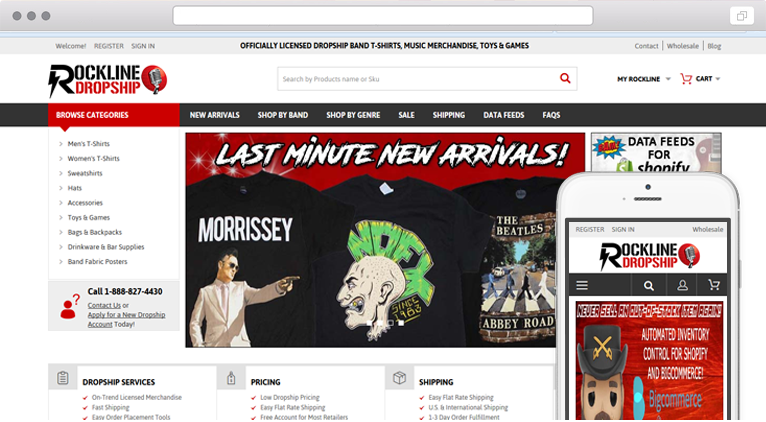 Welcome! REGISTER SIGN IN
OFFICIALLY LICENSED DROPSHIP BAND T-SHIRTS, MUSIC MERCHANDISE, TOYS & GAMES
Contact | Wholesale | Blog
ROCKLINE
DROPSHIP
Search by Products name or Sku
MY ROCKLINE
CART
BROWSE CATEGORIES
NEW ARRIVALS SHOP BY BAND SHOP BY GENRE SALE SHIPPING DATA FEEDS FAQS
Men's T-Shirts
Women's T-Shirts
Sweatshirts
Hats
Accessories
Toys & Games
Bags & Backpacks
Drinkware & Bar Supplies
Band Fabric Posters
Call 1-888-827-4430
Contact Us or
Apply for a New Dropship
Account Today!
LAST MINUTE NEW ARRIVALS!
MORRISSEY
NOFX
SINCE
1983
THE
BEATLES
ABBEY ROAD
DATA FEEDS
FOR
shopify
DROPSHIP SERVICES
On-Trend Licensed Merchandise
Fast Shipping
Easy Order Placement Tools
PRICING
Low Dropship Pricing
Easy Flat Rate Shipping
Free Account for Most Retailers
SHIPPING
Easy Flat Rate Shipping
U.S. & International Shipping
1-3 Day Order Fulfillment
REGISTER SIGN IN
Wholesale
ROCKLINE
DROPSHIP
NEVER SELL AN OUT-OF-STOCK ITEM AGAIN!
AUTOMATED INVENTORY
CONTROL FOR SHOPIFY
AND BIGCOMMERCE!
Bigcommerce